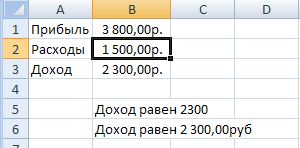 A B C D
1 Прибыль 3 800,00р.
2 Расходы 1 500,00р.
3 Доход 2 300,00р.
4
5 Доход равен 2300
6 Доход равен 2 300,00руб